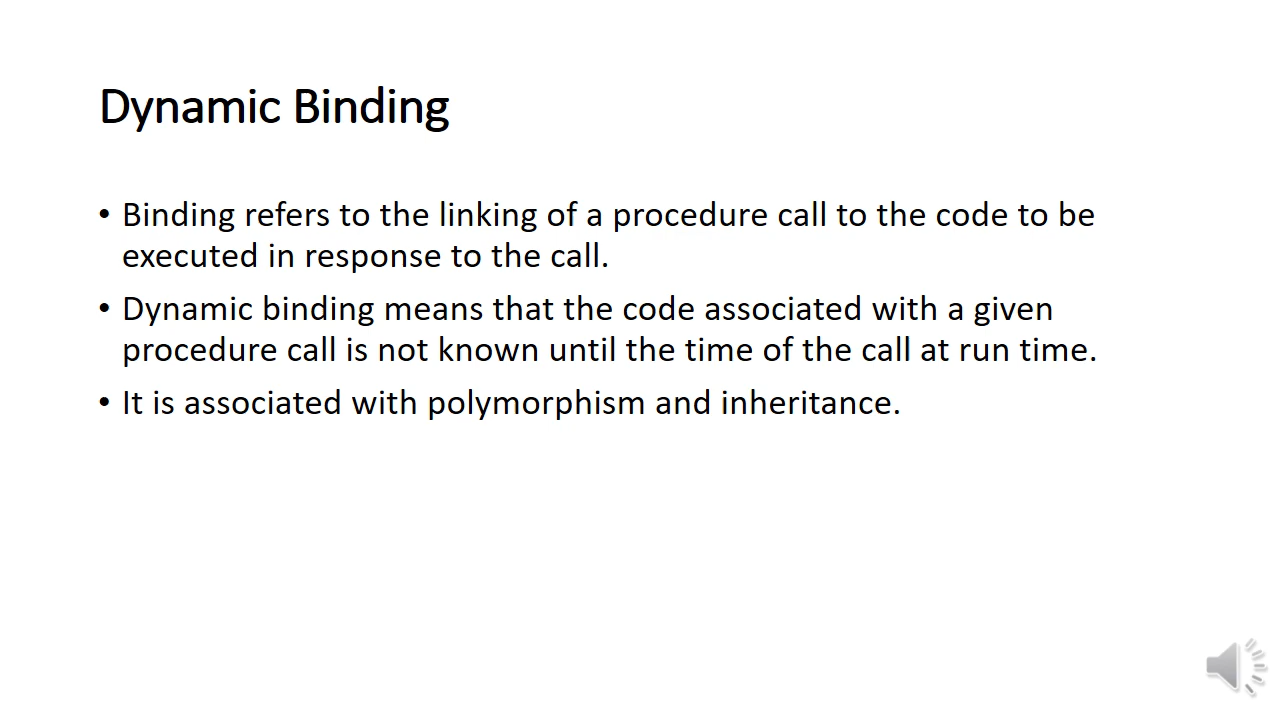 Dynamic Binding
• Binding refers to the linking of a procedure call to the code to be
executed in response to the call.
• Dynamic binding means that the code associated with a given
procedure call is not known until the time of the call at run time.
• It is associated with polymorphism and inheritance.